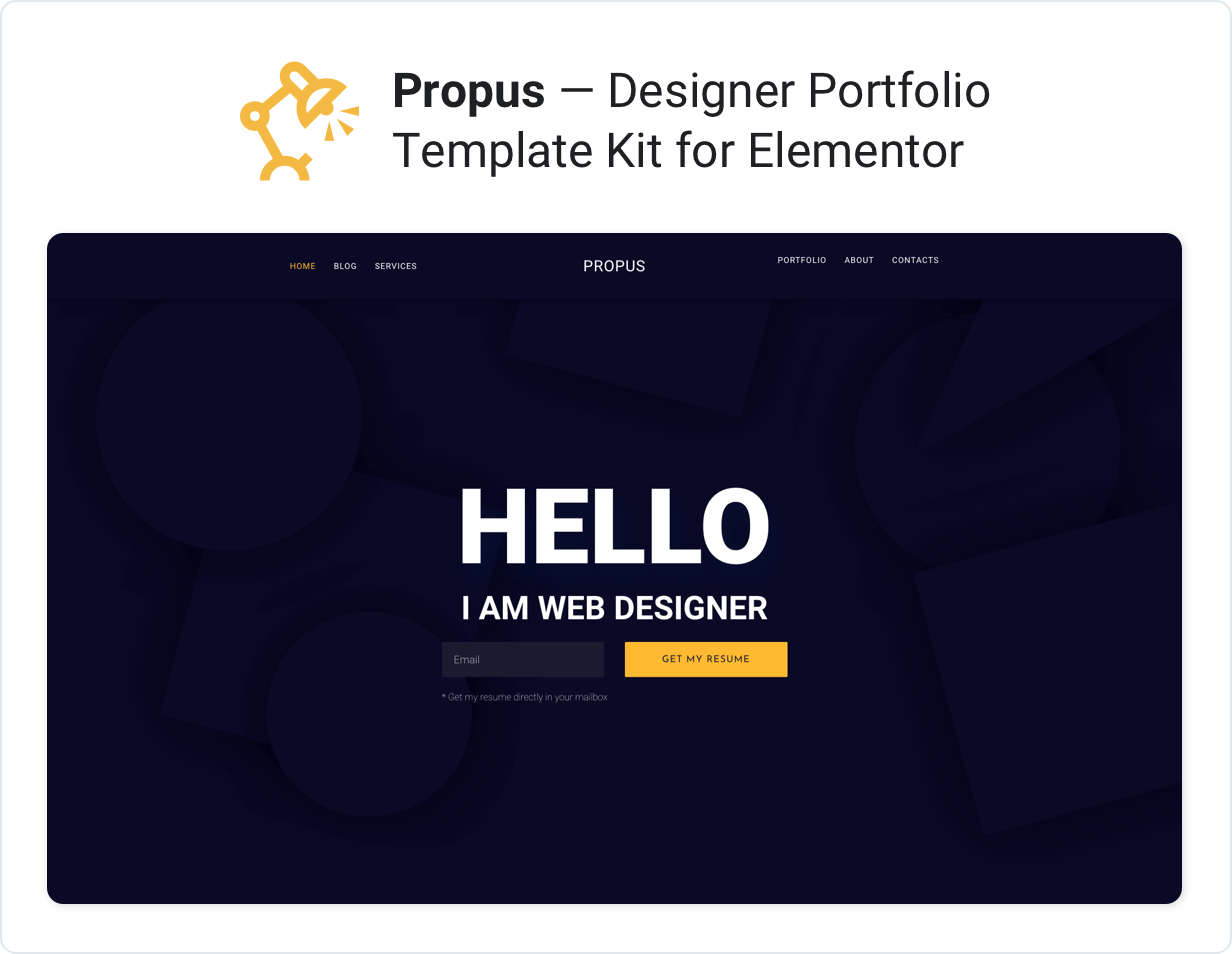 Propus — Designer Portfolio
Template Kit for Elementor
HOME BLOG SERVICES PROPUS PORTFOLIO ABOUT CONTACTS
HELLO
I AM WEB DESIGNER
Email GET MY RESUME
* Get my resume directly in your mailbox